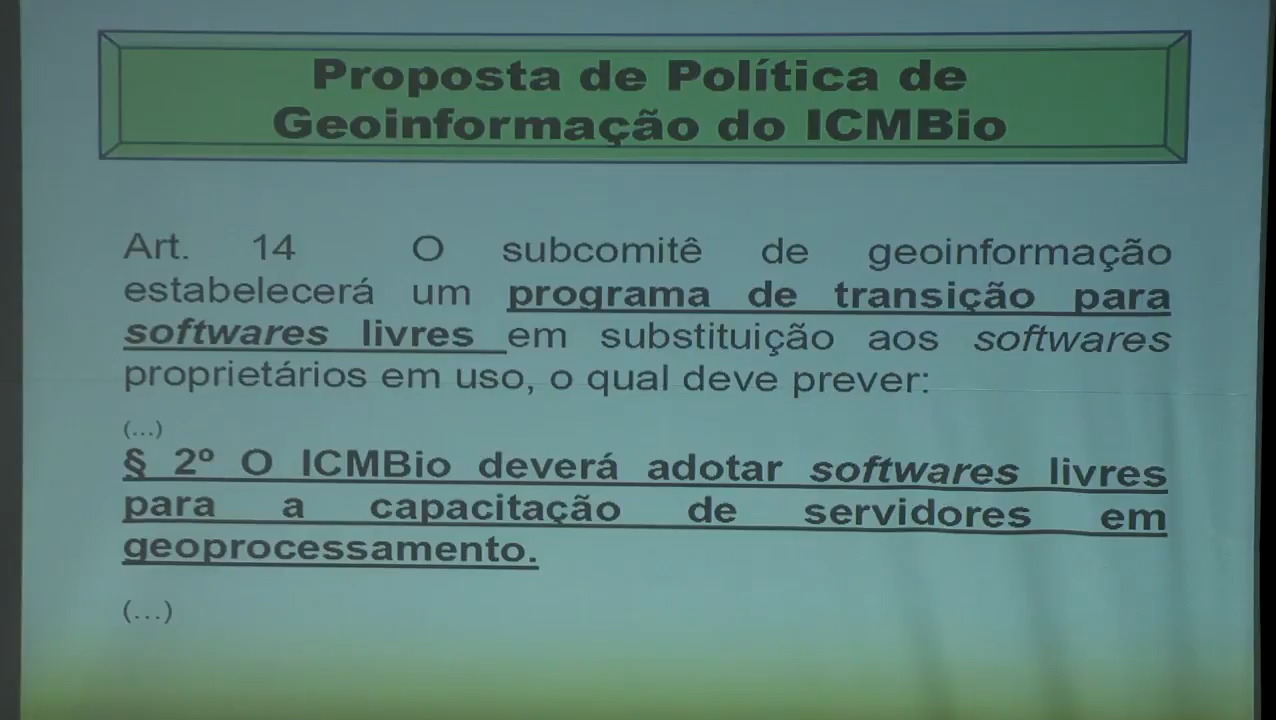 Proposta de Política de
Geoinformação do ICMBio
Art. 14 O subcomitê de geoinformação
estabelecerá um programa de transição para
softwares livres em substituição aos softwares
proprietários em uso, o qual deve prever:
(...)
§ 2º O ICMBio deverá adotar softwares livres
para a capacitação de servidores em
geoprocessamento.
(...)